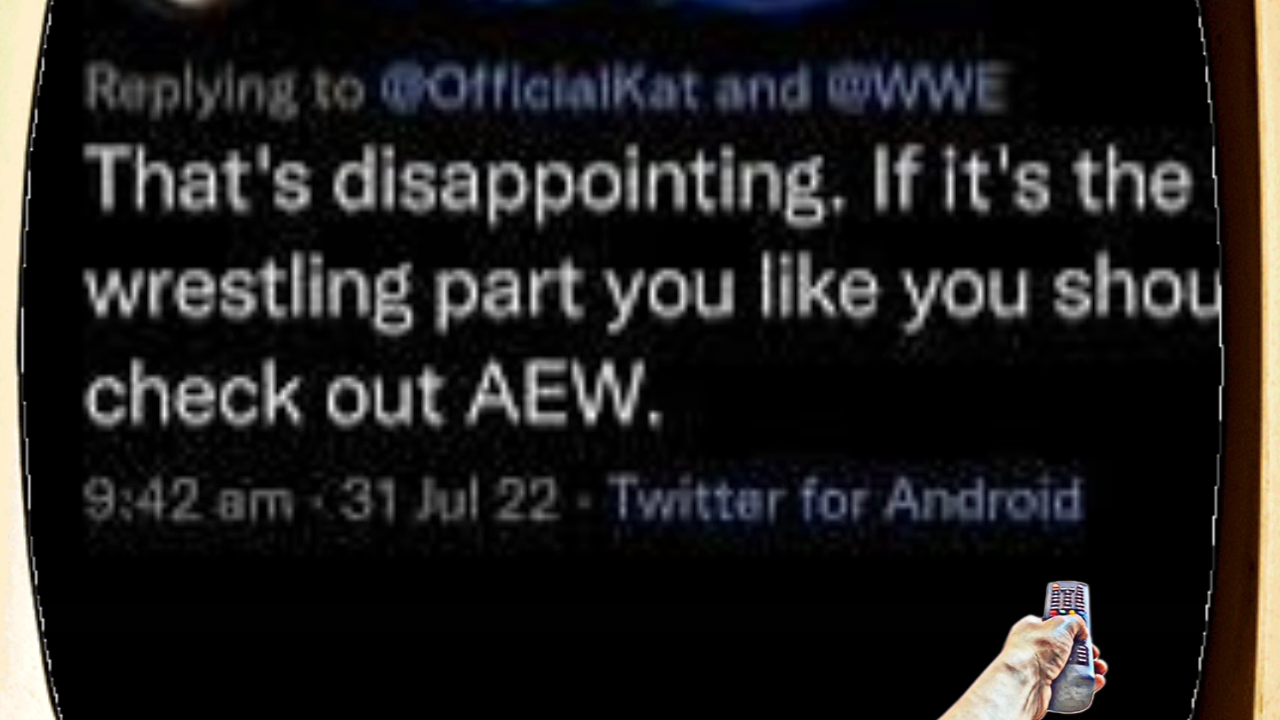 Replying to @OfficialKat and @WWE
That's disappointing. If it's the
wrestling part you like you shou
check out AEW.
9:42 am · 31 Jul 22 · Twitter for Android